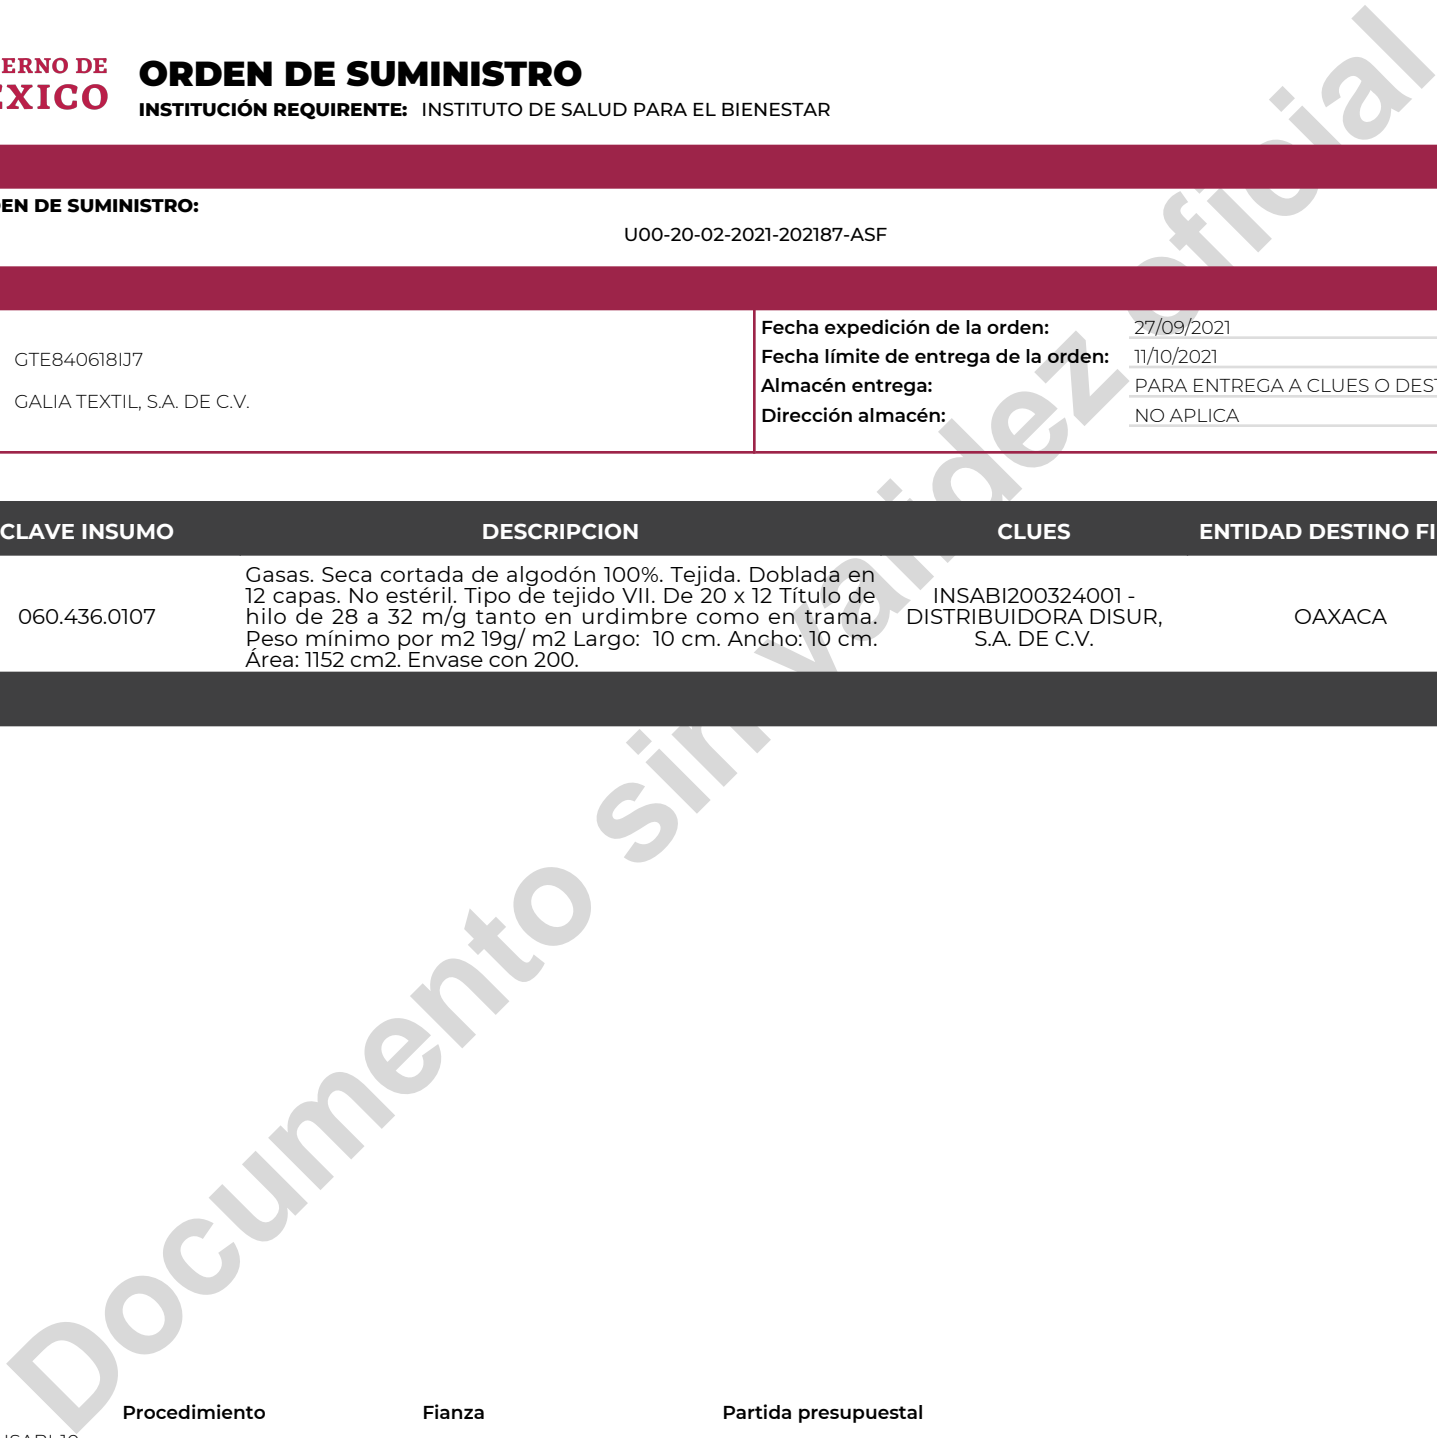 ERNO DE
EXICO
ORDEN DE SUMINISTRO
INSTITUCIÓN REQUIRENTE: INSTITUTO DE SALUD PARA EL BIENESTAR
EN DE SUMINISTRO:
U00-20-02-2021-202187-ASF
GTE840618IJ7
GALIA TEXTIL, S.A. DE C.V.
Fecha expedición de la orden: 27/09/2021
Fecha límite de entrega de la orden: 11/10/2021
Almacén entrega: PARA ENTREGA A CLUES O DEST
Dirección almacén: NO APLICA
CLAVE INSUMO DESCRIPCION CLUES ENTIDAD DESTINO FI
060.436.0107
Gasas. Seca cortada de algodón 100%. Tejida. Doblada en
12 capas. No estéril. Tipo de tejido VII. De 20 x 12 Título de
hilo de 28 a 32 m/g tanto en urdimbre como en trama.
Peso mínimo por m2 19g/ m2 Largo: 10 cm. Ancho: 10 cm.
Área: 1152 cm2. Envase con 200.
INSABI200324001 -
DISTRIBUIDORA DISUR,
S.A. DE C.V.
OAXACA
Documento sin validez oficial
Procedimiento Fianza Partida presupuestal